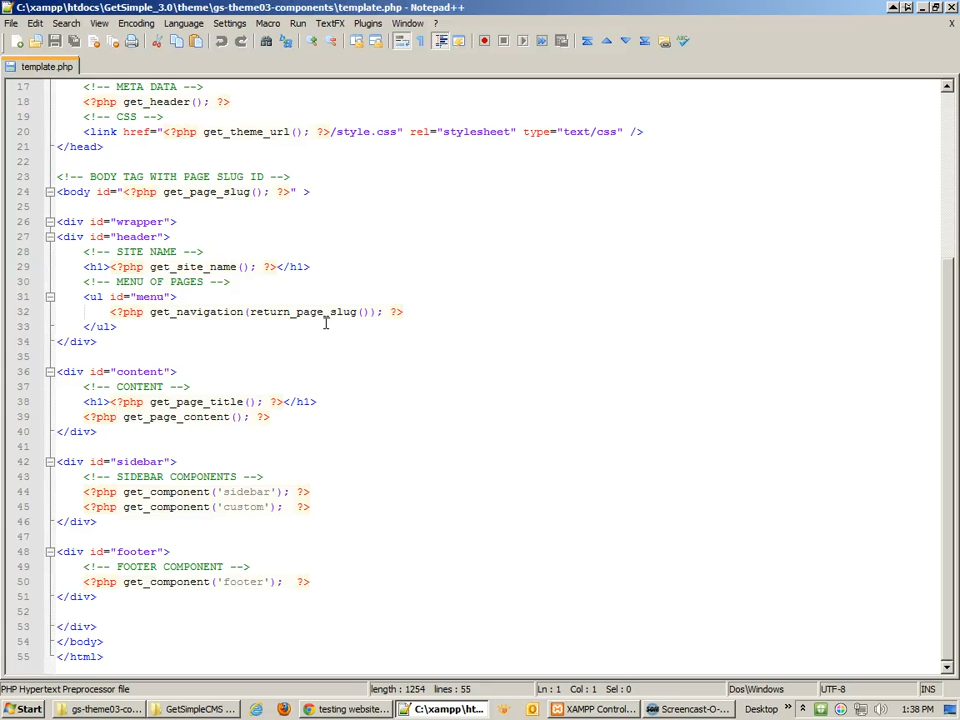 C:\xampp\htdocs\GetSimple_3.0\theme\gs-theme03-components\template.php - Notepad++
File Edit Search View Encoding Language Settings Macro Run TextFX Plugins Window ?
template.php
17 <!-- META DATA -->
18 <?php get_header(); ?>
19 <!-- CSS -->
20 <link href="<?php get_theme_url(); ?>/style.css" rel="stylesheet" type="text/css" />
21 </head>
22
23 <!-- BODY TAG WITH PAGE SLUG ID -->
24 <body id="<?php get_page_slug(); ?>" >
25
26 <div id="wrapper">
27 <div id="header">
28 <!-- SITE NAME -->
29 <h1><?php get_site_name(); ?></h1>
30 <!-- MENU OF PAGES -->
31 <ul id="menu">
32 <?php get_navigation(return_page_slug()); ?>
33 </ul>
34 </div>
35
36 <div id="content">
37 <!-- CONTENT -->
38 <h1><?php get_page_title(); ?></h1>
39 <?php get_page_content(); ?>
40 </div>
41
42 <div id="sidebar">
43 <!-- SIDEBAR COMPONENTS -->
44 <?php get_component('sidebar'); ?>
45 <?php get_component('custom'); ?>
46 </div>
47
48 <div id="footer">
49 <!-- FOOTER COMPONENT -->
50 <?php get_component('footer'); ?>
51 </div>
52
53 </div>
54 </body>
55 </html>
PHP Hypertext Preprocessor file length : 1254 lines : 55 Ln : 1 Col : 1 Sel : 0 Dos\Windows UTF-8 INS
Start gs-theme03-co... GetSimpleCMS ... testing website... C:\xampp\ht... XAMPP Control... Screencast-O-... Desktop » 1:38 PM